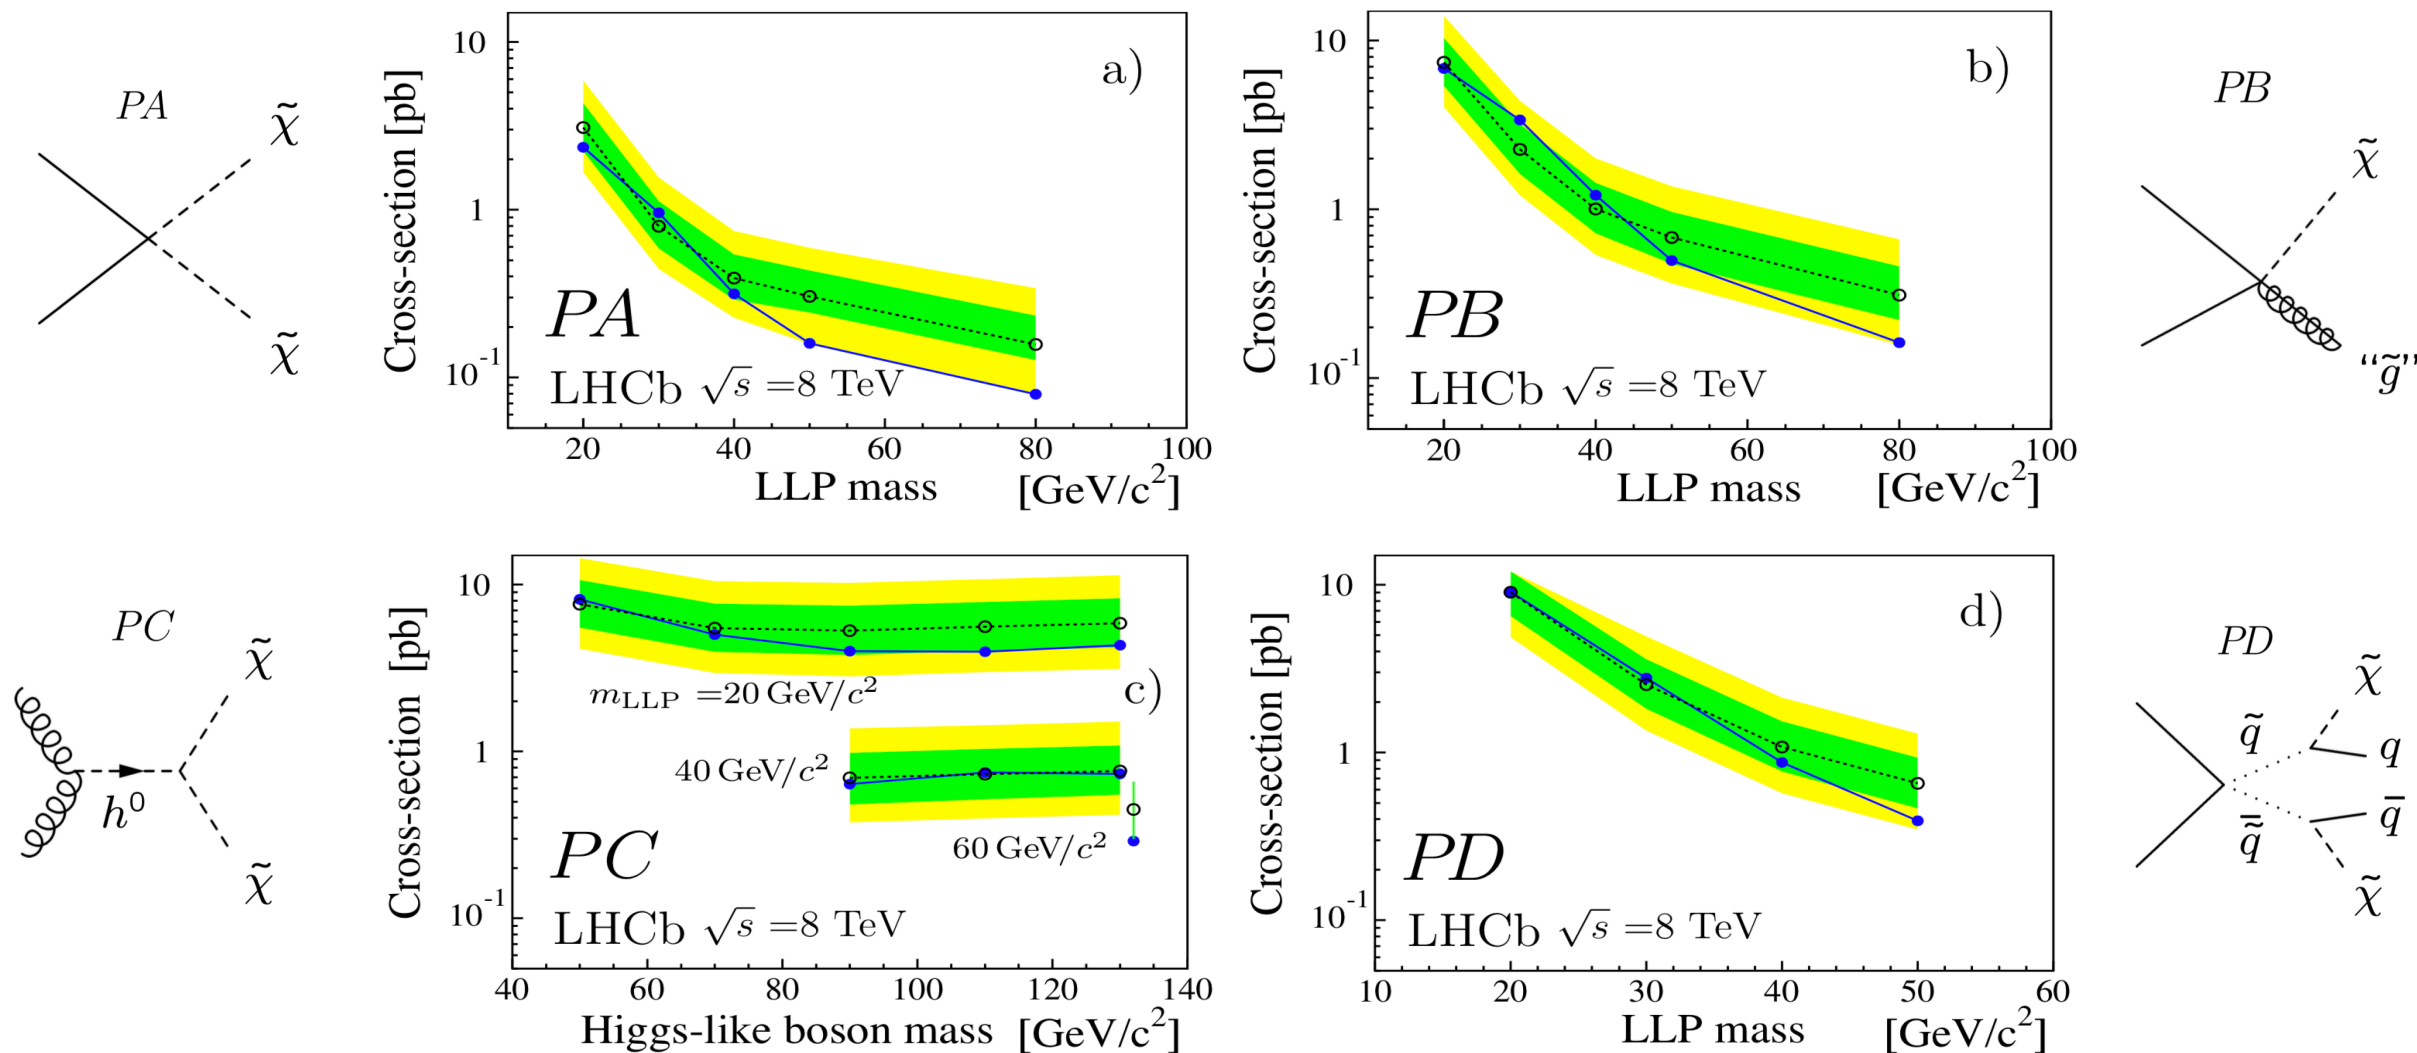 PA
χ̃
χ̃
Cross-section [pb]
10
1
10⁻¹
a)
PA
LHCb √s =8 TeV
20 40 60 80 100
LLP mass [GeV/c²]
Cross-section [pb]
10
1
10⁻¹
b)
PB
LHCb √s =8 TeV
20 40 60 80 100
LLP mass [GeV/c²]
PB
χ̃
“g̃”
PC
χ̃
h⁰
χ̃
Cross-section [pb]
10
1
10⁻¹
m_LLP =20 GeV/c²
c)
40 GeV/c²
60 GeV/c²
PC
LHCb √s =8 TeV
40 60 80 100 120 140
Higgs-like boson mass [GeV/c²]
Cross-section [pb]
10
1
10⁻¹
d)
PD
LHCb √s =8 TeV
10 20 30 40 50 60
LLP mass [GeV/c²]
PD
χ̃
q̃ q
q̃̄ q̄
χ̃